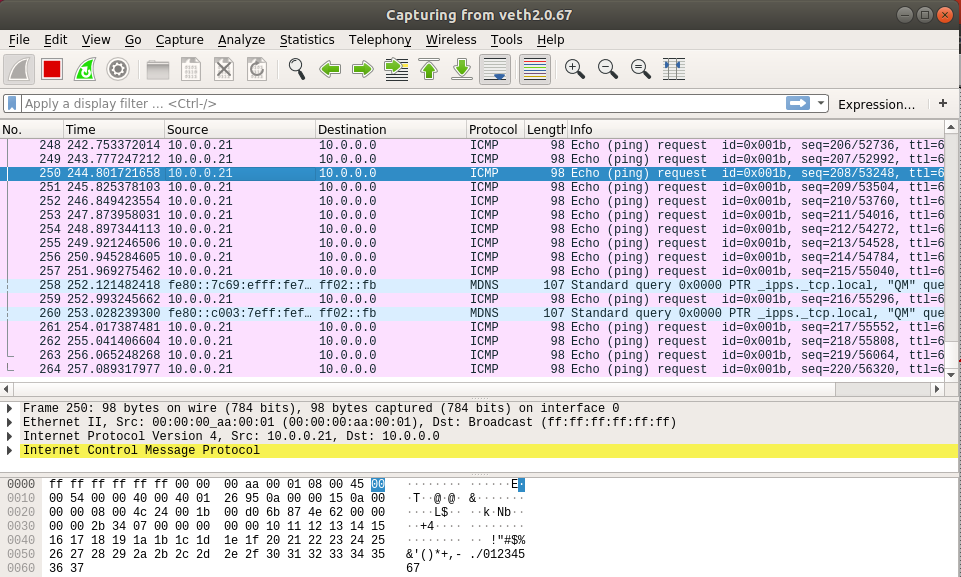 Capturing from veth2.0.67
File Edit View Go Capture Analyze Statistics Telephony Wireless Tools Help
Apply a display filter ... <Ctrl-/> Expression… +
No. Time Source Destination Protocol Length Info
248 242.753372014 10.0.0.21 10.0.0.0 ICMP 98 Echo (ping) request id=0x001b, seq=206/52736, ttl=6
249 243.777247212 10.0.0.21 10.0.0.0 ICMP 98 Echo (ping) request id=0x001b, seq=207/52992, ttl=6
250 244.801721658 10.0.0.21 10.0.0.0 ICMP 98 Echo (ping) request id=0x001b, seq=208/53248, ttl=6
251 245.825378103 10.0.0.21 10.0.0.0 ICMP 98 Echo (ping) request id=0x001b, seq=209/53504, ttl=6
252 246.849423554 10.0.0.21 10.0.0.0 ICMP 98 Echo (ping) request id=0x001b, seq=210/53760, ttl=6
253 247.873958031 10.0.0.21 10.0.0.0 ICMP 98 Echo (ping) request id=0x001b, seq=211/54016, ttl=6
254 248.897344113 10.0.0.21 10.0.0.0 ICMP 98 Echo (ping) request id=0x001b, seq=212/54272, ttl=6
255 249.921246506 10.0.0.21 10.0.0.0 ICMP 98 Echo (ping) request id=0x001b, seq=213/54528, ttl=6
256 250.945284605 10.0.0.21 10.0.0.0 ICMP 98 Echo (ping) request id=0x001b, seq=214/54784, ttl=6
257 251.969275462 10.0.0.21 10.0.0.0 ICMP 98 Echo (ping) request id=0x001b, seq=215/55040, ttl=6
258 252.121482418 fe80::7c69:efff:fe7… ff02::fb MDNS 107 Standard query 0x0000 PTR _ipps._tcp.local, "QM" que
259 252.993245662 10.0.0.21 10.0.0.0 ICMP 98 Echo (ping) request id=0x001b, seq=216/55296, ttl=6
260 253.028239300 fe80::c003:7eff:fef… ff02::fb MDNS 107 Standard query 0x0000 PTR _ipps._tcp.local, "QM" que
261 254.017387481 10.0.0.21 10.0.0.0 ICMP 98 Echo (ping) request id=0x001b, seq=217/55552, ttl=6
262 255.041406604 10.0.0.21 10.0.0.0 ICMP 98 Echo (ping) request id=0x001b, seq=218/55808, ttl=6
263 256.065248268 10.0.0.21 10.0.0.0 ICMP 98 Echo (ping) request id=0x001b, seq=219/56064, ttl=6
264 257.089317977 10.0.0.21 10.0.0.0 ICMP 98 Echo (ping) request id=0x001b, seq=220/56320, ttl=6
Frame 250: 98 bytes on wire (784 bits), 98 bytes captured (784 bits) on interface 0
Ethernet II, Src: 00:00:00_aa:00:01 (00:00:00:aa:00:01), Dst: Broadcast (ff:ff:ff:ff:ff:ff)
Internet Protocol Version 4, Src: 10.0.0.21, Dst: 10.0.0.0
Internet Control Message Protocol
0000 ff ff ff ff ff ff 00 00 00 aa 00 01 08 00 45 00 ········ ······E·
0010 00 54 00 00 40 00 40 01 26 95 0a 00 00 15 0a 00 ·T··@·@· &·······
0020 00 00 08 00 4c 24 00 1b 00 d0 6b 87 4e 62 00 00 ····L$·· ··k·Nb··
0030 00 00 2b 34 07 00 00 00 00 00 10 11 12 13 14 15 ··+4···· ········
0040 16 17 18 19 1a 1b 1c 1d 1e 1f 20 21 22 23 24 25 ········ ·· !"#$%
0050 26 27 28 29 2a 2b 2c 2d 2e 2f 30 31 32 33 34 35 &'()*+,- ./012345
0060 36 37 67